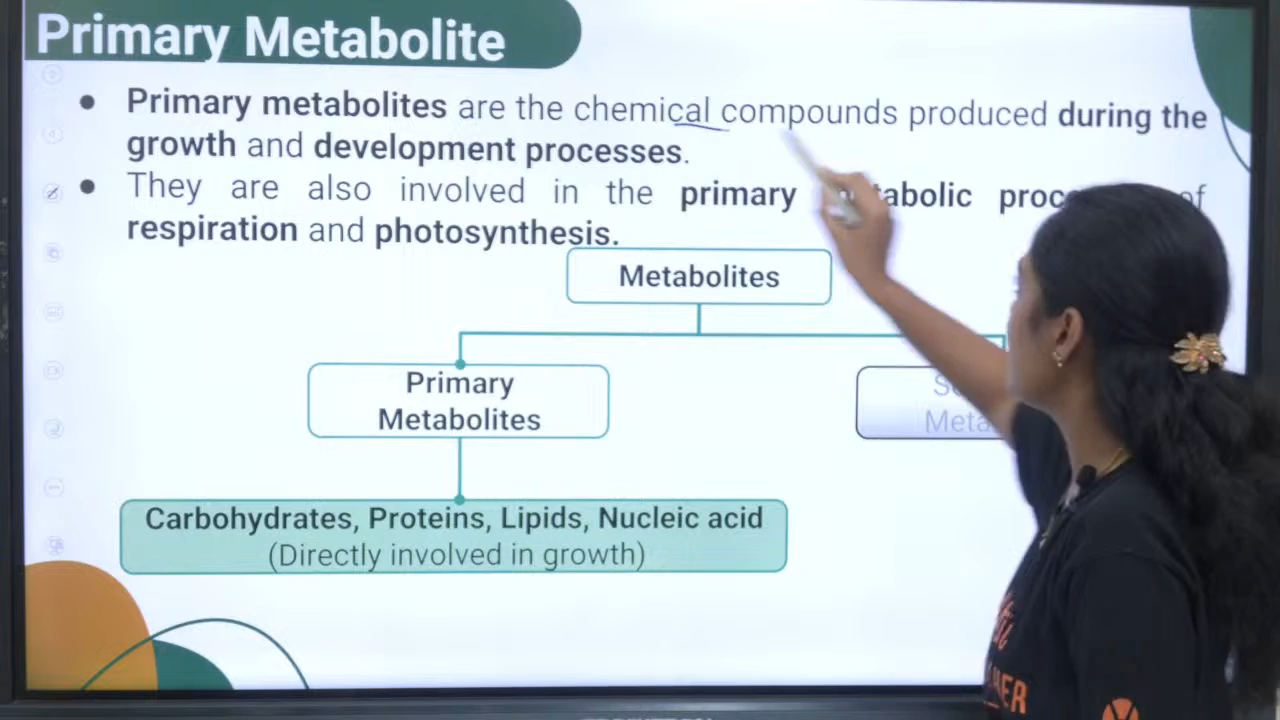 Primary Metabolite
● Primary metabolites are the chemical compounds produced during the
growth and development processes.
● They are also involved in the primary of
respiration and photosynthesis.
Metabolites
Primary
Metabolites
Carbohydrates, Proteins, Lipids, Nucleic acid
(Directly involved in growth)